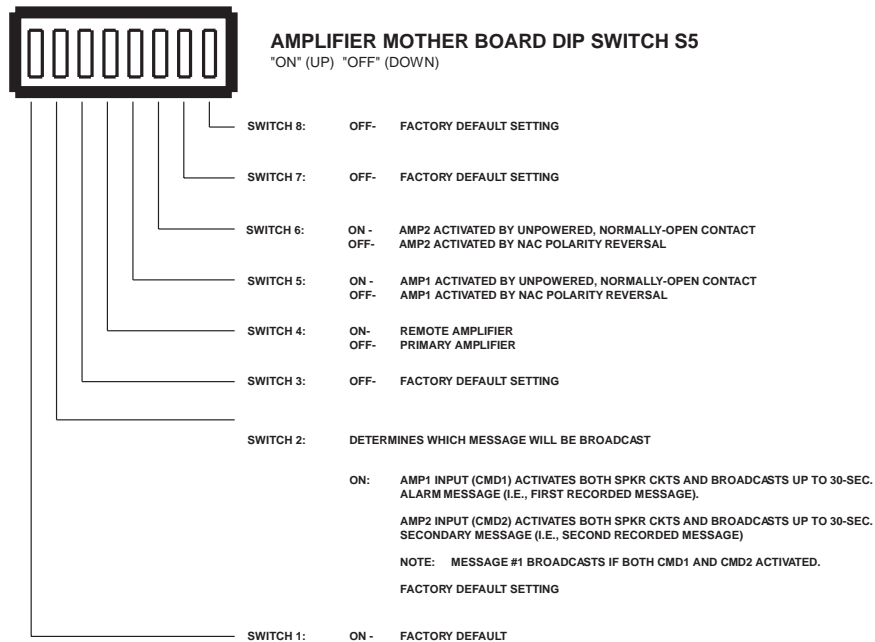 AMPLIFIER MOTHER BOARD DIP SWITCH S5
"ON" (UP) "OFF" (DOWN)
SWITCH 8: OFF- FACTORY DEFAULT SETTING
SWITCH 7: OFF- FACTORY DEFAULT SETTING
SWITCH 6: ON - AMP2 ACTIVATED BY UNPOWERED, NORMALLY-OPEN CONTACT
OFF- AMP2 ACTIVATED BY NAC POLARITY REVERSAL
SWITCH 5: ON - AMP1 ACTIVATED BY UNPOWERED, NORMALLY-OPEN CONTACT
OFF- AMP1 ACTIVATED BY NAC POLARITY REVERSAL
SWITCH 4: ON- REMOTE AMPLIFIER
OFF- PRIMARY AMPLIFIER
SWITCH 3: OFF- FACTORY DEFAULT SETTING
SWITCH 2: DETERMINES WHICH MESSAGE WILL BE BROADCAST
ON: AMP1 INPUT (CMD1) ACTIVATES BOTH SPKR CKTS AND BROADCASTS UP TO 30-SEC.
ALARM MESSAGE (I.E., FIRST RECORDED MESSAGE).
AMP2 INPUT (CMD2) ACTIVATES BOTH SPKR CKTS AND BROADCASTS UP TO 30-SEC.
SECONDARY MESSAGE (I.E., SECOND RECORDED MESSAGE)
NOTE: MESSAGE #1 BROADCASTS IF BOTH CMD1 AND CMD2 ACTIVATED.
FACTORY DEFAULT SETTING
SWITCH 1: ON - FACTORY DEFAULT